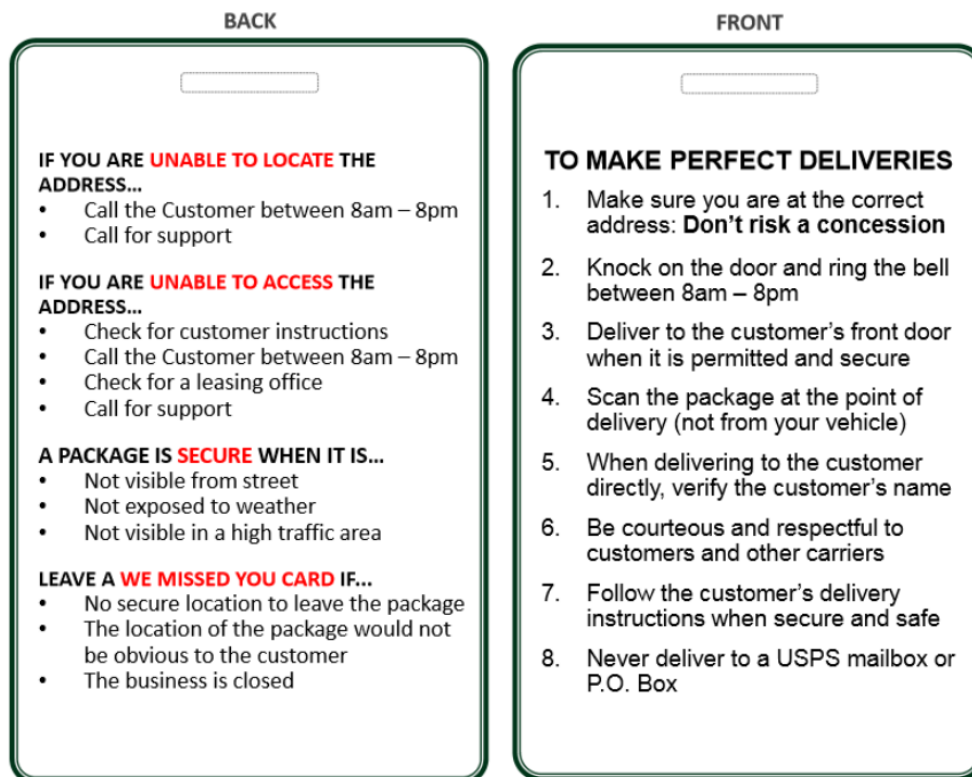 BACK
IF YOU ARE UNABLE TO LOCATE THE
ADDRESS...
• Call the Customer between 8am – 8pm
• Call for support
IF YOU ARE UNABLE TO ACCESS THE
ADDRESS...
• Check for customer instructions
• Call the Customer between 8am – 8pm
• Check for a leasing office
• Call for support
A PACKAGE IS SECURE WHEN IT IS...
• Not visible from street
• Not exposed to weather
• Not visible in a high traffic area
LEAVE A WE MISSED YOU CARD IF...
• No secure location to leave the package
• The location of the package would not
be obvious to the customer
• The business is closed
FRONT
TO MAKE PERFECT DELIVERIES
1. Make sure you are at the correct
address: Don't risk a concession
2. Knock on the door and ring the bell
between 8am – 8pm
3. Deliver to the customer's front door
when it is permitted and secure
4. Scan the package at the point of
delivery (not from your vehicle)
5. When delivering to the customer
directly, verify the customer's name
6. Be courteous and respectful to
customers and other carriers
7. Follow the customer's delivery
instructions when secure and safe
8. Never deliver to a USPS mailbox or
P.O. Box